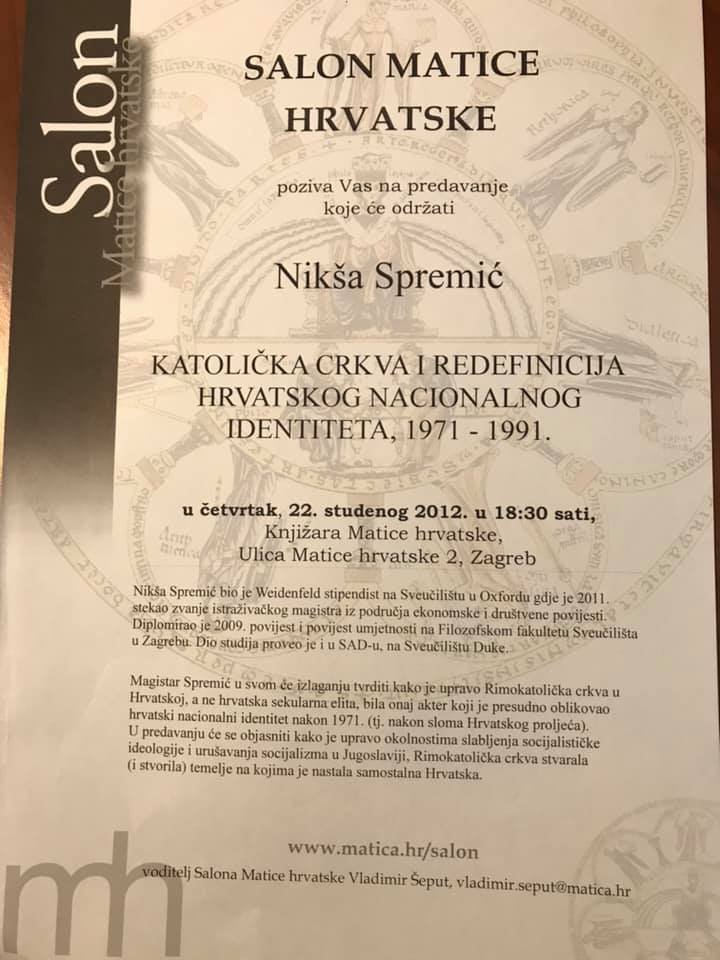 Salon
Matice hrvatske
SALON MATICE
HRVATSKE
poziva Vas na predavanje
koje će održati
Nikša Spremić
KATOLIČKA CRKVA I REDEFINICIJA
HRVATSKOG NACIONALNOG
IDENTITETA, 1971 - 1991.
u četvrtak, 22. studenog 2012. u 18:30 sati,
Knjižara Matice hrvatske,
Ulica Matice hrvatske 2, Zagreb
Nikša Spremić bio je Weidenfeld stipendist na Sveučilištu u Oxfordu gdje je 2011.
stekao zvanje istraživačkog magistra iz područja ekonomske i društvene povijesti.
Diplomirao je 2009. povijest i povijest umjetnosti na Filozofskom fakultetu Sveučilišta
u Zagrebu. Dio studija proveo je i u SAD-u, na Sveučilištu Duke.
Magistar Spremić u svom će izlaganju tvrditi kako je upravo Rimokatolička crkva u
Hrvatskoj, a ne hrvatska sekularna elita, bila onaj akter koji je presudno oblikovao
hrvatski nacionalni identitet nakon 1971. (tj. nakon sloma Hrvatskog proljeća).
U predavanju će se objasniti kako je upravo okolnostima slabljenja socijalističke
ideologije i urušavanja socijalizma u Jugoslaviji, Rimokatolička crkva stvarala
(i stvorila) temelje na kojima je nastala samostalna Hrvatska.
www.matica.hr/salon
voditelj Salona Matice hrvatske Vladimir Šeput, vladimir.seput@matica.hr
mh